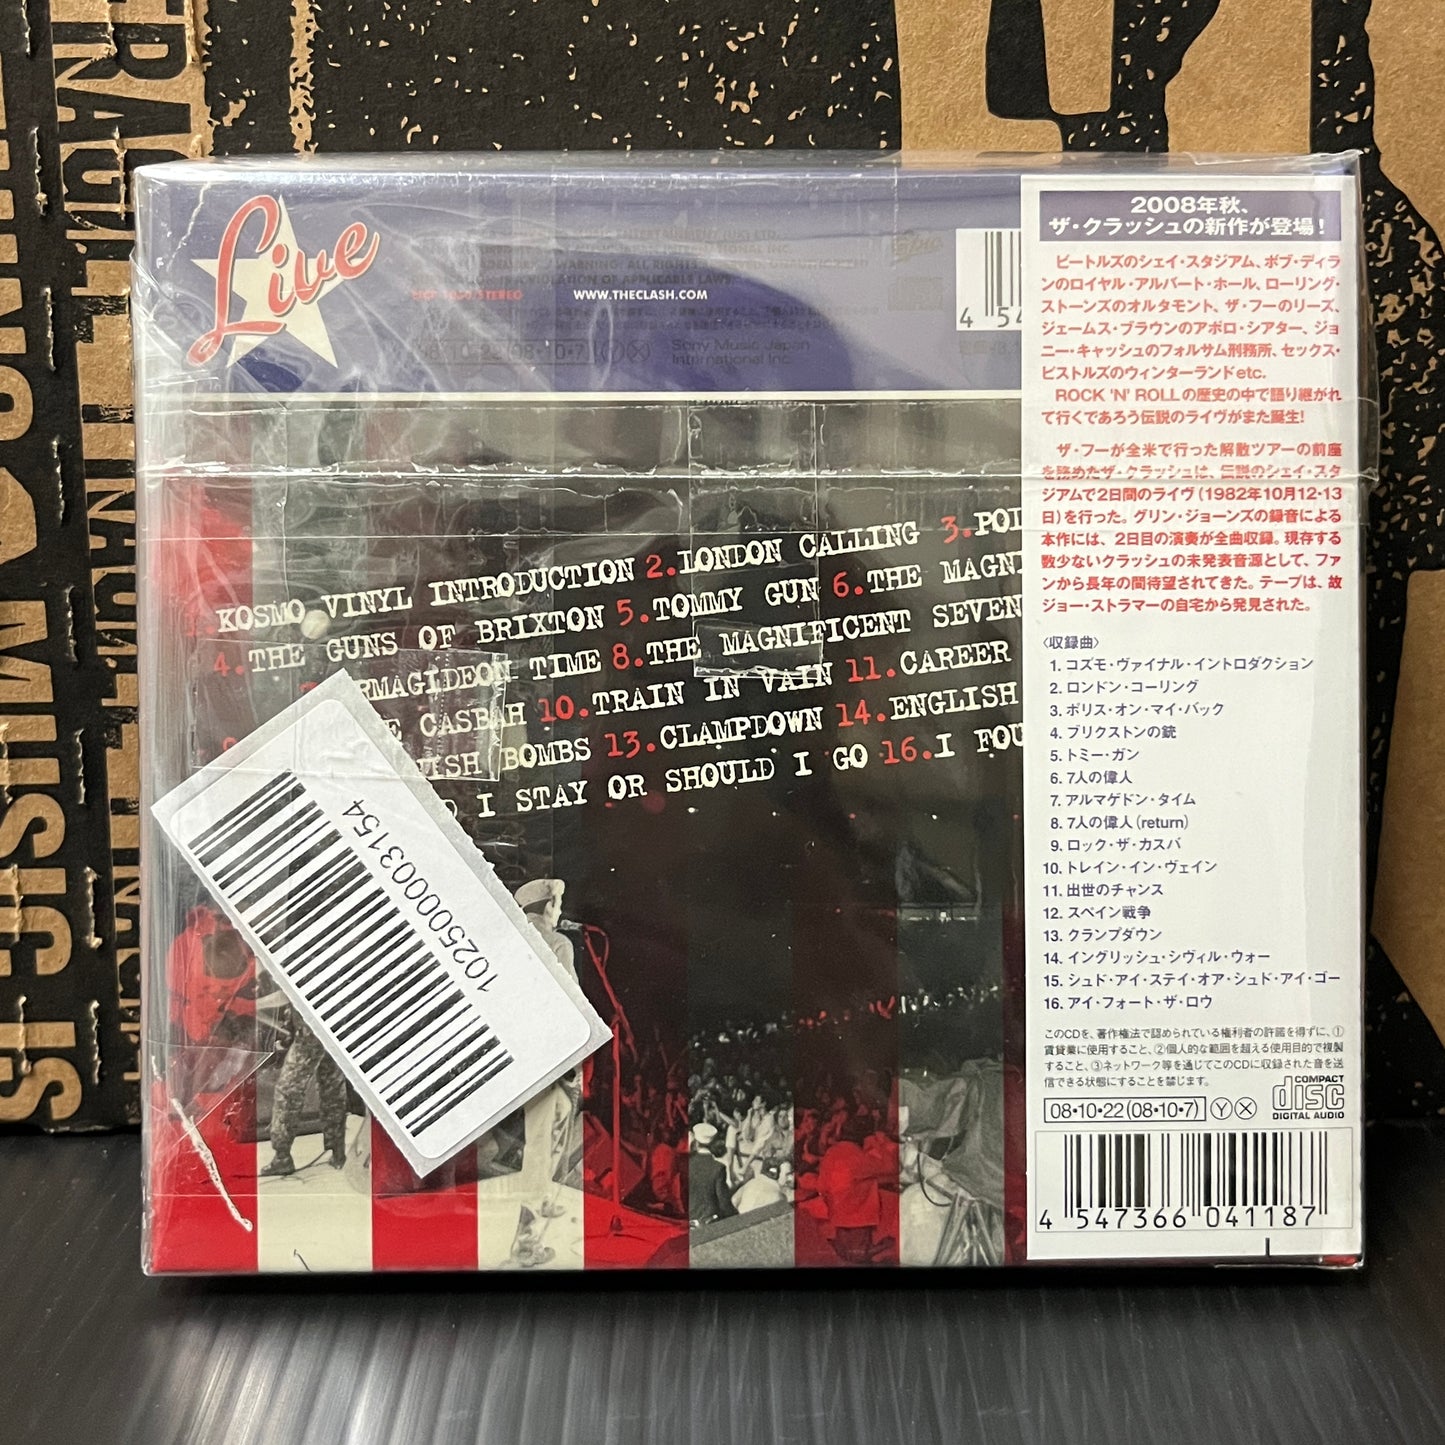 Live
WWW.THECLASH.COM
08·10·22(08·10·7) Ⓨ Ⓧ
Sony Music Japan
International Inc.
KOSMO VINYL INTRODUCTION 2.LONDON CALLING 3.POL
4.THE GUNS OF BRIXTON 5.TOMMY GUN 6.THE MAGNI
ARMAGIDEON TIME 8.THE MAGNIFICENT SEVEN
CASBAH 10.TRAIN IN VAIN 11.CAREER
BOMBS 13.CLAMPDOWN 14.ENGLISH
I STAY OR SHOULD I GO 16.I FOU
10250000003154
2008年秋、
ザ・クラッシュの新作が登場!
ビートルズのシェイ・スタジアム、ボブ・ディラ
ンのロイヤル・アルバート・ホール、ローリング・
ストーンズのオルタモント、ザ・フーのリーズ、
ジェームス・ブラウンのアポロ・シアター、ジョ
ニー・キャッシュのフォルサム刑務所、セックス・
ピストルズのウィンターランドetc.
ROCK 'N' ROLLの歴史の中で語り継がれ
て行くであろう伝説のライヴがまた誕生!
ザ・フーが全米で行った解散ツアーの前座
を務めたザ・クラッシュは、伝説のシェイ・スタ
ジアムで2日間のライヴ(1982年10月12・13
日)を行った。グリン・ジョーンズの録音による
本作には、2日目の演奏が全曲収録。現存する
数少ないクラッシュの未発表音源として、ファ
ンから長年の間待望されてきた。テープは、故
ジョー・ストラマーの自宅から発見された。
〈収録曲〉
1. コズモ・ヴァイナル・イントロダクション
2. ロンドン・コーリング
3. ポリス・オン・マイ・バック
4. ブリクストンの銃
5. トミー・ガン
6. 7人の偉人
7. アルマゲドン・タイム
8. 7人の偉人(return)
9. ロック・ザ・カスバ
10. トレイン・イン・ヴェイン
11. 出世のチャンス
12. スペイン戦争
13. クランプダウン
14. イングリッシュ・シヴィル・ウォー
15. シュド・アイ・ステイ・オア・シュド・アイ・ゴー
16. アイ・フォート・ザ・ロウ
このCDを、著作権法で認められている権利者の許諾を得ずに、①
賃貸業に使用すること、②個人的な範囲を超える使用目的で複製
すること、③ネットワーク等を通じてこのCDに収録された音を送
信できる状態にすることを禁じます。
08·10·22(08·10·7) Ⓨ Ⓧ
COMPACT
disc
DIGITAL AUDIO
4 547366 041187